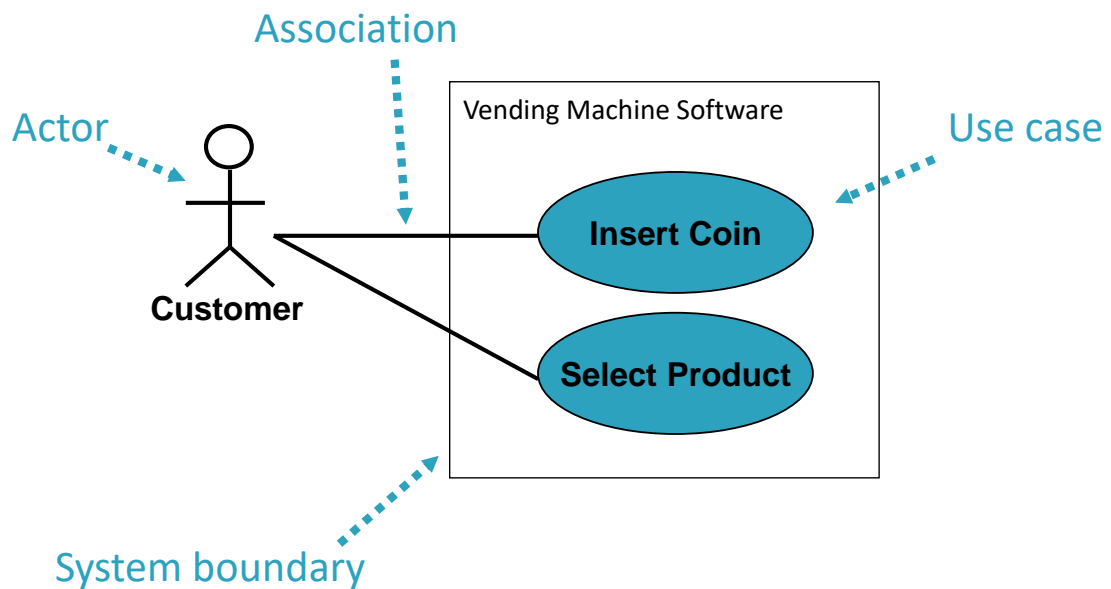 Association
Vending Machine Software
Actor
Use case
Insert Coin
Customer
Select Product
System boundary